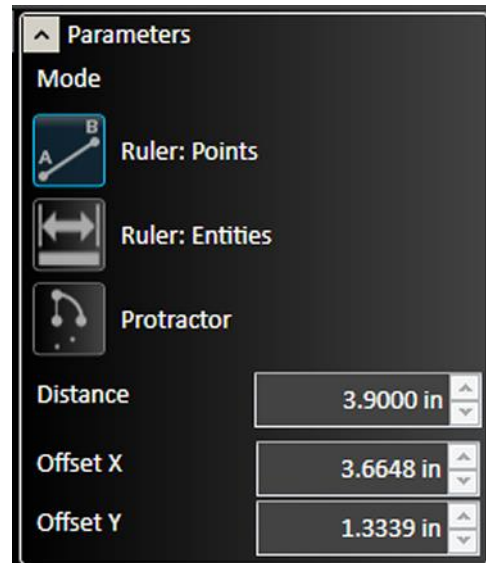 Parameters
Mode
A B Ruler: Points
Ruler: Entities
Protractor
Distance 3.9000 in
Offset X 3.6648 in
Offset Y 1.3339 in